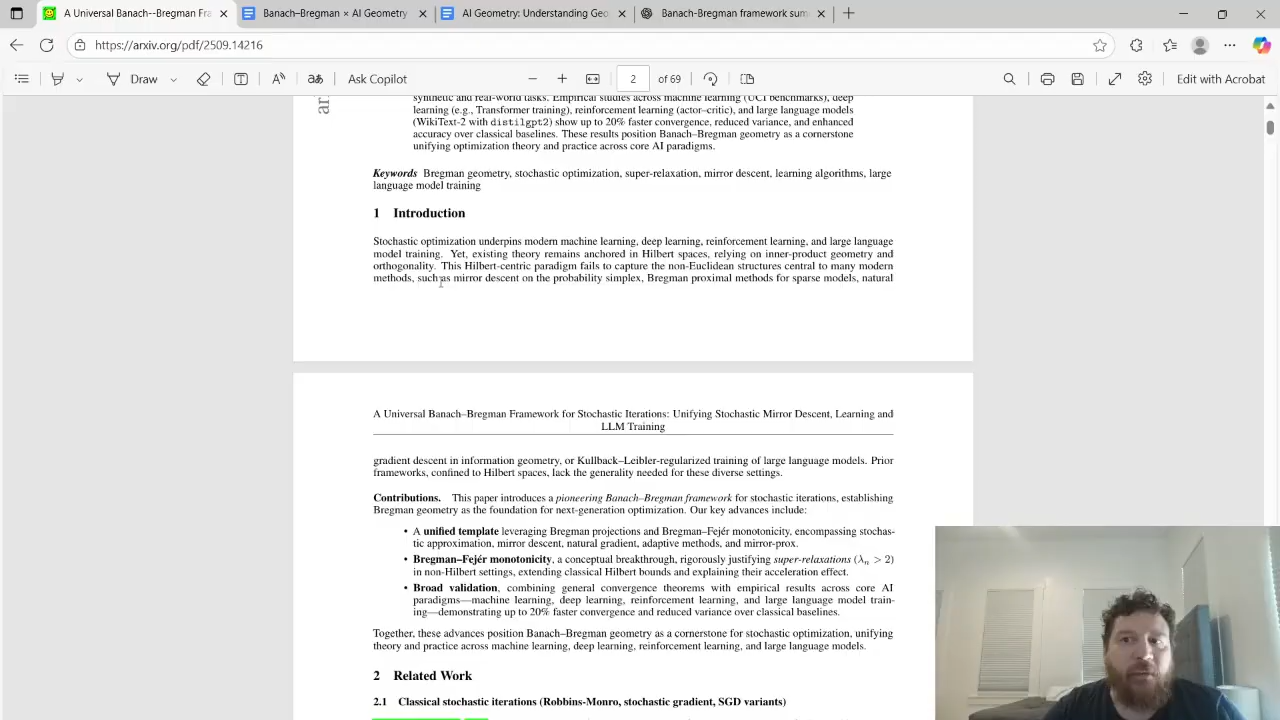 Banach–Bregman Fra
Banach-Bregman × AI Geometry
Understanding Geo
Banach-Bregman framework sum
https://arxiv.org/pdf/2509.14216
Draw
Ask Copilot
2
of 69
Edit with Acrobat
synthetic and real-world tasks. Empirical studies across machine learning (UCI benchmarks), deep
learning (e.g., Transformer training), reinforcement learning (actor–critic), and large language models
(WikiText-2 with distilgpt2) show up to 20% faster convergence, reduced variance, and enhanced
accuracy over classical baselines. These results position Banach–Bregman geometry as a cornerstone
unifying optimization theory and practice across core AI paradigms.
Keywords Bregman geometry, stochastic optimization, super-relaxation, mirror descent, learning algorithms, large
language model training
1 Introduction
Stochastic optimization underpins modern machine learning, deep learning, reinforcement learning, and large language
model training. Yet, existing theory remains anchored in Hilbert spaces, relying on inner-product geometry and
orthogonality. This Hilbert-centric paradigm fails to capture the non-Euclidean structures central to many modern
methods, such as mirror descent on the probability simplex, Bregman proximal methods for sparse models, natural
A Universal Banach–Bregman Framework for Stochastic Iterations: Unifying Stochastic Mirror Descent, Learning and
LLM Training
gradient descent in information geometry, or Kullback–Leibler-regularized training of large language models. Prior
frameworks, confined to Hilbert spaces, lack the generality needed for these diverse settings.
Contributions. This paper introduces a pioneering Banach–Bregman framework for stochastic iterations, establishing
Bregman geometry as the foundation for next-generation optimization. Our key advances include:
• A unified template leveraging Bregman projections and Bregman–Fejér monotonicity, encompassing stochas-
tic approximation, mirror descent, natural gradient, adaptive methods, and mirror-prox.
• Bregman–Fejér monotonicity, a conceptual breakthrough, rigorously justifying super-relaxations (λn > 2)
in non-Hilbert settings, extending classical Hilbert bounds and explaining their acceleration effect.
• Broad validation, combining general convergence theorems with empirical results across core AI
paradigms—machine learning, deep learning, reinforcement learning, and large language model train-
ing—demonstrating up to 20% faster convergence and reduced variance over classical baselines.
Together, these advances position Banach–Bregman geometry as a cornerstone for stochastic optimization, unifying
theory and practice across machine learning, deep learning, reinforcement learning, and large language models.
2 Related Work
2.1 Classical stochastic iterations (Robbins-Monro, stochastic gradient, SGD variants)